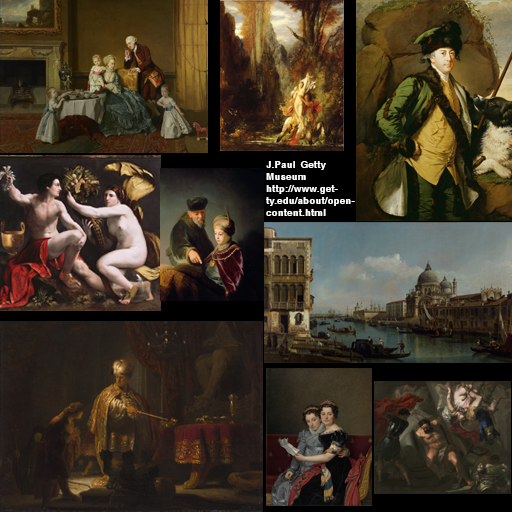 J.Paul Getty
Museum
http://www.get-
ty.edu/about/open-
content.html